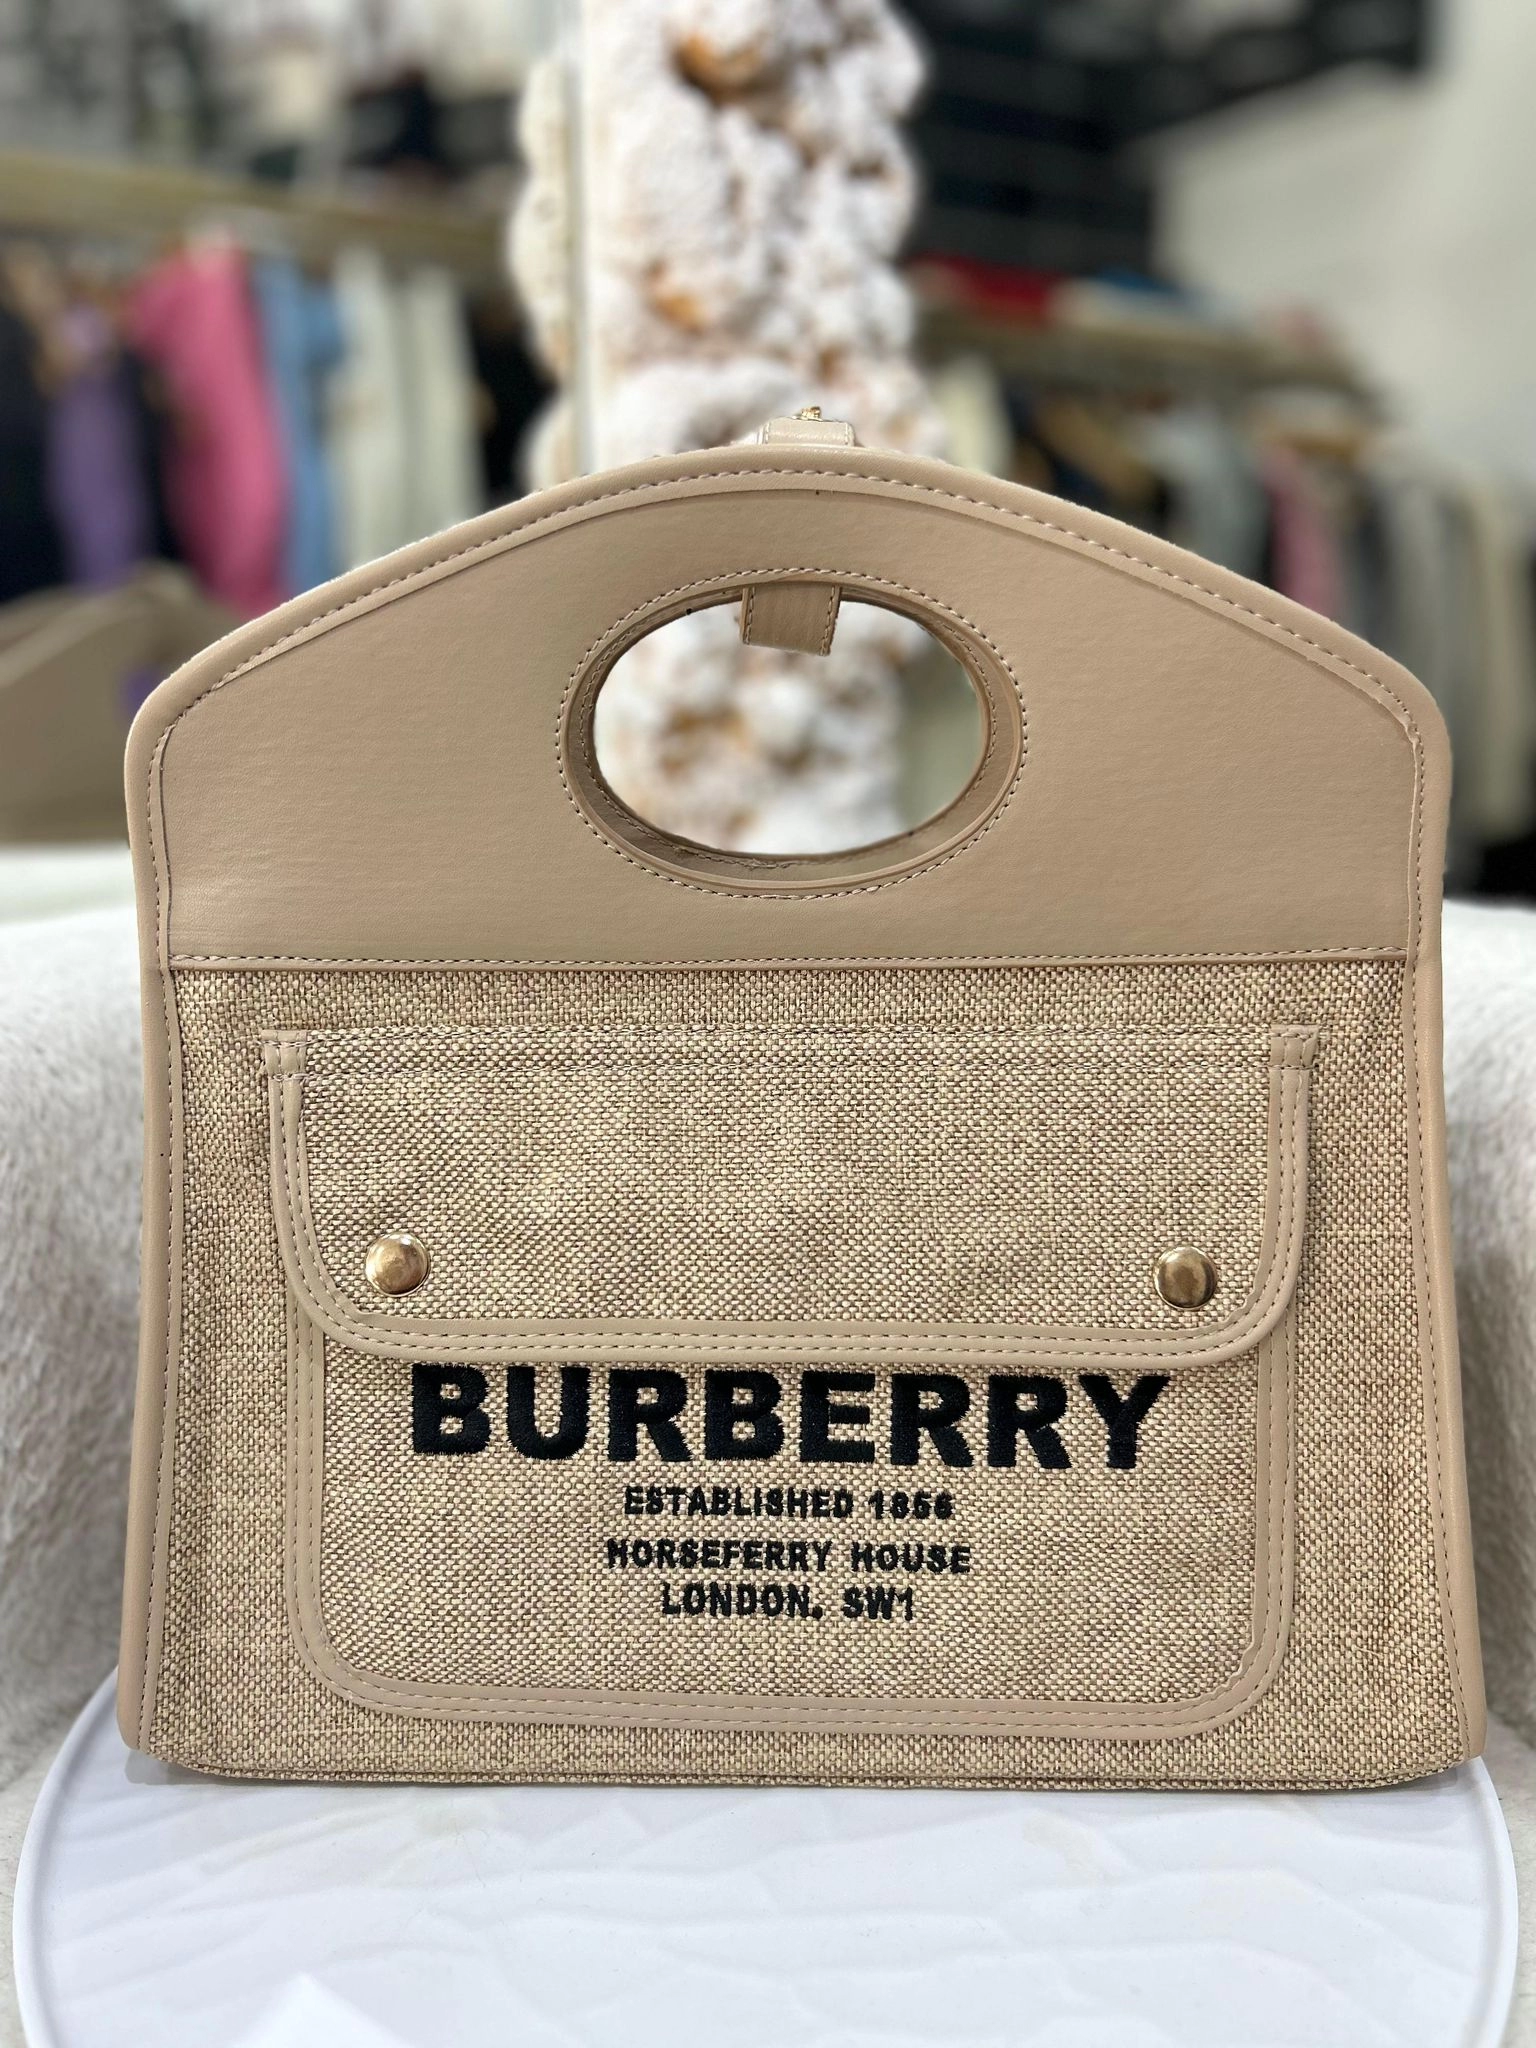 BURBERRY
ESTABLISHED 1856
HORSEFERRY HOUSE
LONDON. SW1